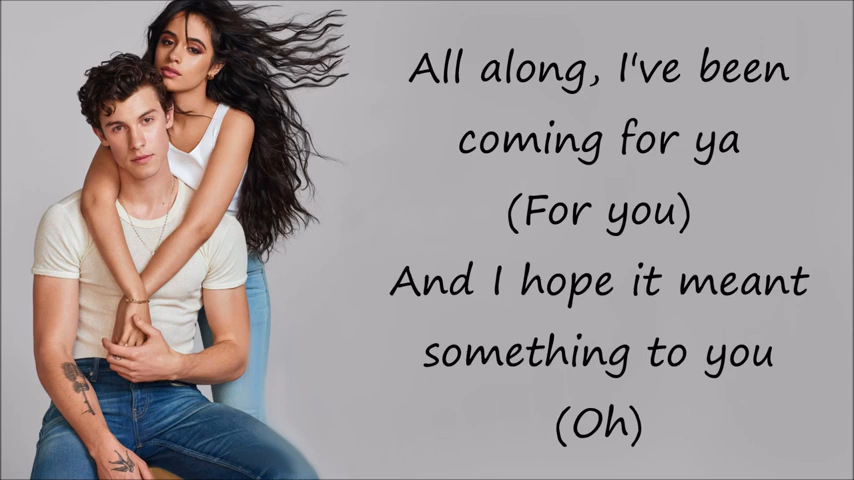 All along, I've been
coming for ya
(For you)
And I hope it meant
something to you
(Oh)